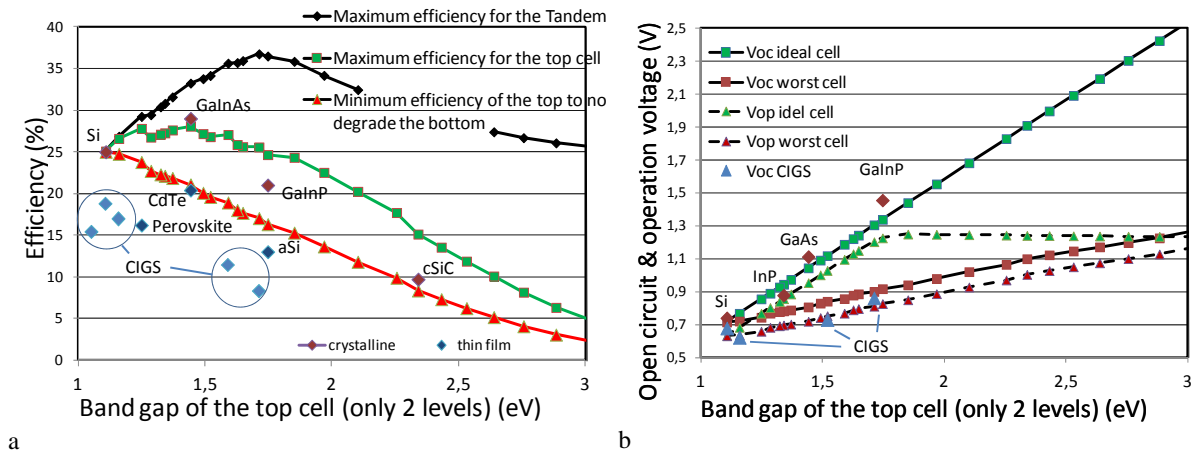 Efficiency (%)
40
35
30
25
20
15
10
5
0
Maximum efficiency for the Tandem
Maximum efficiency for the top cell
Minimum efficiency of the top to no
degrade the bottom
GaInAs
Si
GaInP
CdTe
Perovskite
aSi
CIGS
cSiC
crystalline
thin film
1
1,5
2
2,5
3
Band gap of the top cell (only 2 levels) (eV)
a
Open circuit & operation voltage (V)
2,5
2,3
2,1
1,9
1,7
1,5
1,3
1,1
0,9
0,7
0,5
Voc ideal cell
Voc worst cell
Vop idel cell
Vop worst cell
Voc CIGS
GaInP
GaAs
InP
Si
CIGS
1
1,5
2
2,5
3
Band gap of the top cell (only 2 levels) (eV)
b